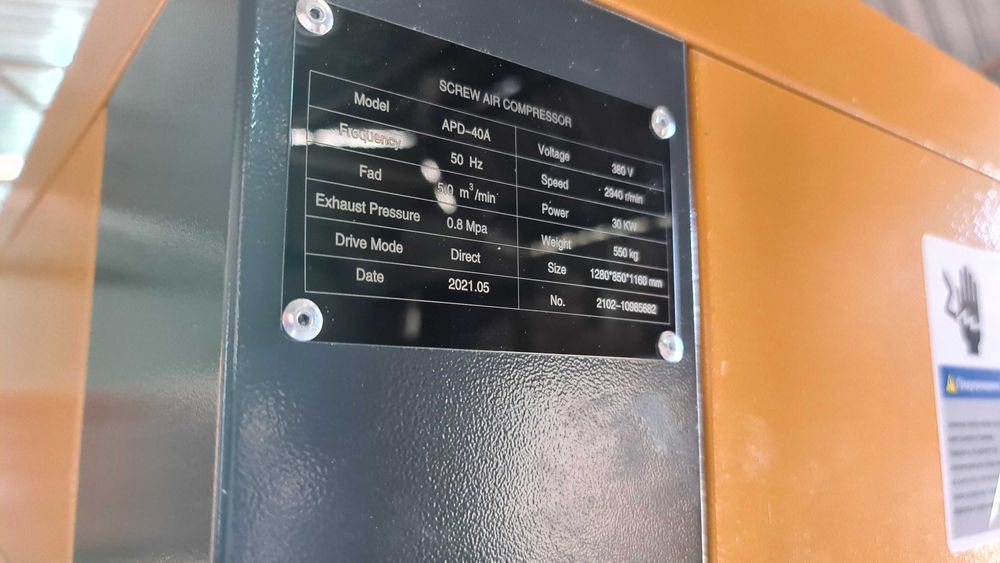 SCREW AIR COMPRESSOR
Model APD-40A Voltage 380 V
Frequency 50 Hz Speed 2940 r/min
Fad 5.0 m³/min Power 30 KW
Exhaust Pressure 0.8 Mpa Weight 550 kg
Drive Mode Direct Size 1280*850*1160 mm
Date 2021.05 No. 2102-10985682